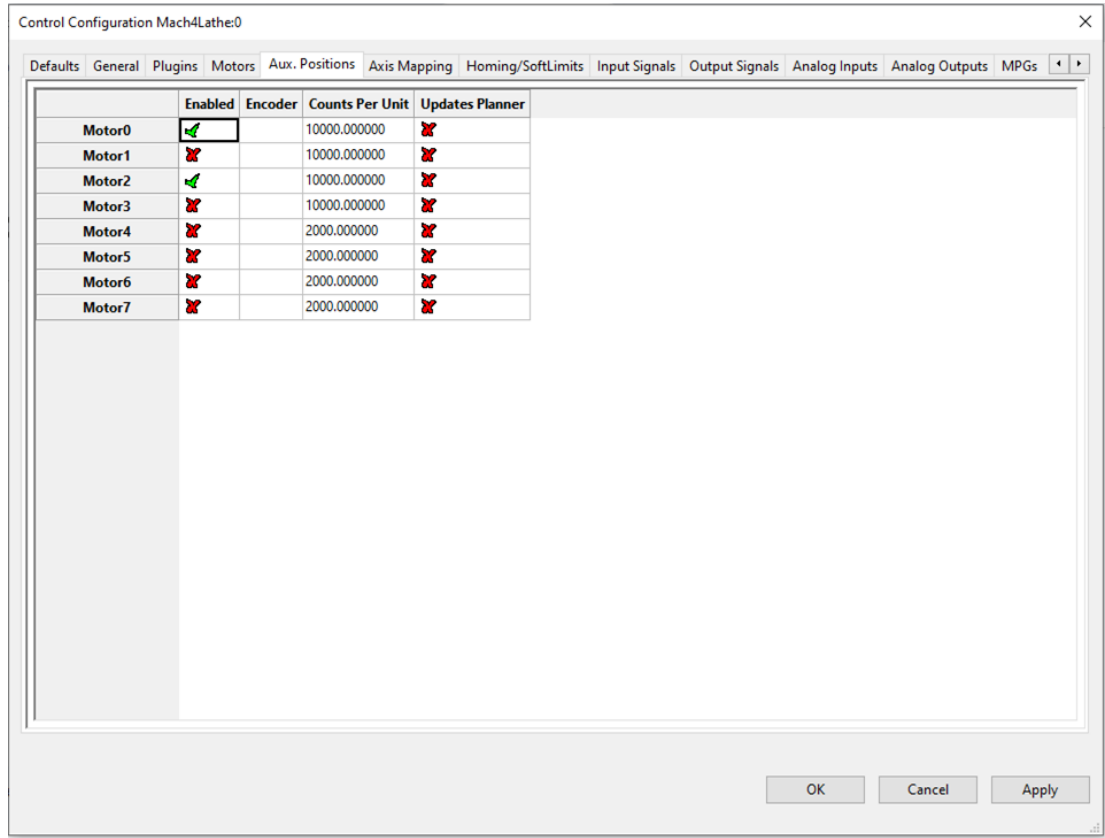 Control Configuration Mach4Lathe:0
Defaults General Plugins Motors Aux. Positions Axis Mapping Homing/SoftLimits Input Signals Output Signals Analog Inputs Analog Outputs MPGs
Enabled Encoder Counts Per Unit Updates Planner
Motor0 10000.000000
Motor1 10000.000000
Motor2 10000.000000
Motor3 10000.000000
Motor4 2000.000000
Motor5 2000.000000
Motor6 2000.000000
Motor7 2000.000000
OK Cancel Apply